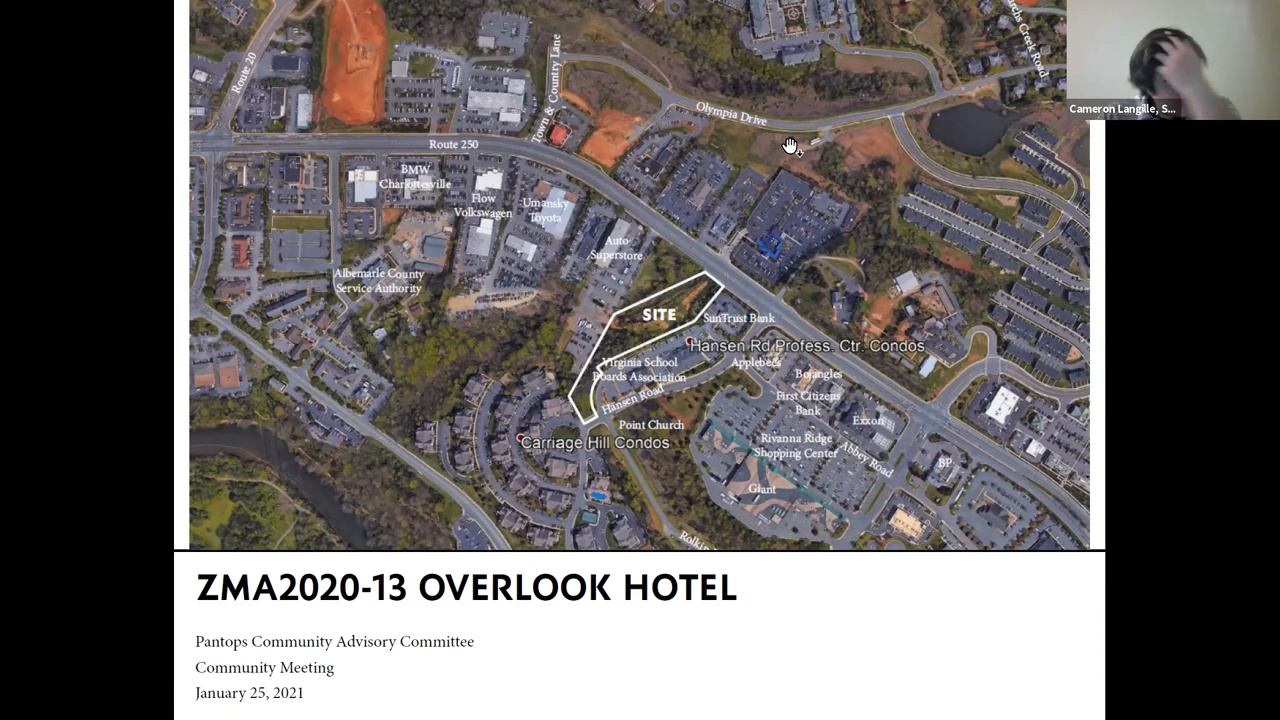 Route 20
Town & Country Lane
Olympia Drive
Creek Road
Cameron Langille, S...
Route 250
BMW
Charlottesville
Flow
Volkswagen
Umansky
Toyota
Auto
Superstore
Albemarle County
Service Authority
SITE
SunTrust Bank
Hansen Rd Profess. Ctr. Condos
Virginia School
Boards Association
Applebee's
Bojangles
Hansen Road
First Citizens
Bank
Exxon
Point Church
Carriage Hill Condos
Rivanna Ridge
Shopping Center
Abbey Road
BP
Giant
ZMA2020-13 OVERLOOK HOTEL
Pantops Community Advisory Committee
Community Meeting
January 25, 2021